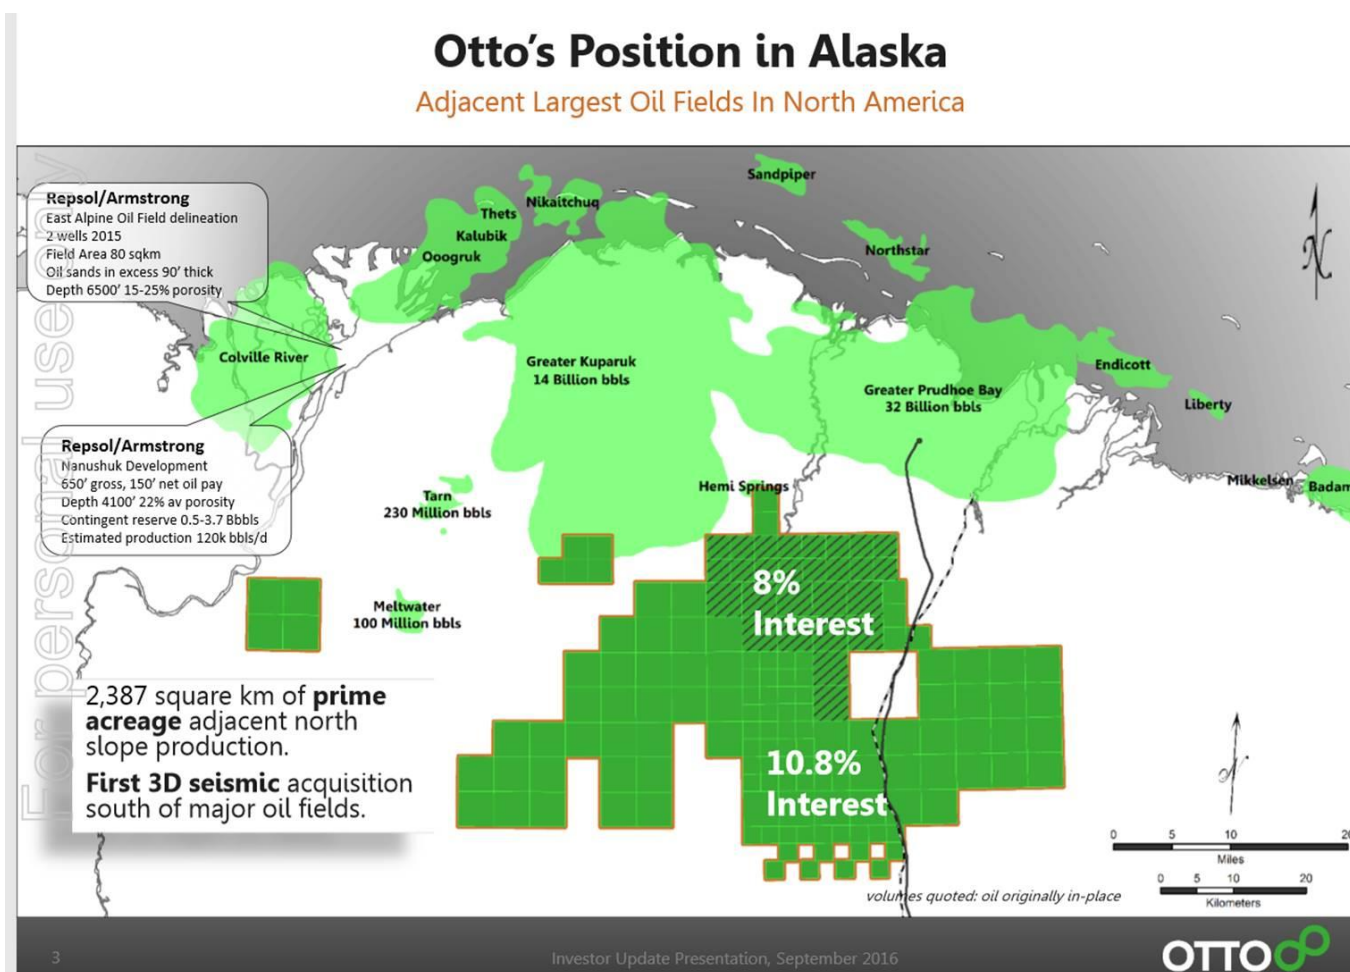 Otto’s Position in Alaska
Adjacent Largest Oil Fields In North America
For personal use only
Repsol/Armstrong
East Alpine Oil Field delineation
2 wells 2015
Field Area 80 sqkm
Oil sands in excess 90’ thick
Depth 6500’ 15-25% porosity
Sandpiper
Nikaitchuq
Thets
Kalubik
Ooogruk
Northstar
Colville River
Greater Kuparuk
14 Billion bbls
Greater Prudhoe Bay
32 Billion bbls
Endicott
Liberty
Repsol/Armstrong
Nanushuk Development
650’ gross, 150’ net oil pay
Depth 4100’ 22% av porosity
Contingent reserve 0.5-3.7 Bbbls
Estimated production 120k bbls/d
Tarn
230 Million bbls
Hemi Springs
Mikkelsen
Badam
Meltwater
100 Million bbls
8%
Interest
2,387 square km of prime
acreage adjacent north
slope production.
First 3D seismic acquisition
south of major oil fields.
10.8%
Interest
N
N
0 5 10 20
Miles
0 5 10 20
Kilometers
volumes quoted: oil originally in-place
3
Investor Update Presentation, September 2016
OTTO